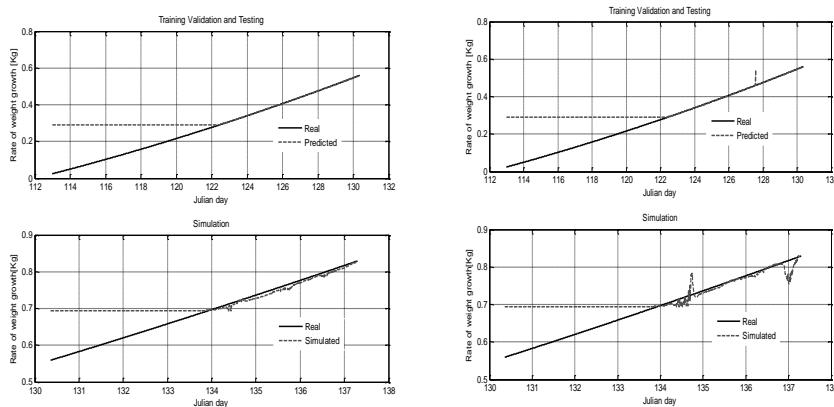 Training Validation and Testing
0.8
0.6
0.4
0.2
0
Rate of weight growth [Kg]
Real
Predicted
112 114 116 118 120 122 124 126 128 130 132
Julian day
Training Validation and Testing
0.8
0.6
0.4
0.2
0
Rate of weight growth [Kg]
Real
Predicted
112 114 116 118 120 122 124 126 128 130
Julian day
Simulation
0.9
0.8
0.7
0.6
0.5
Rate of weight growth[Kg]
Real
Simulated
130 131 132 133 134 135 136 137 138
Julian day
Simulation
0.9
0.8
0.7
0.6
0.5
Rate of weight growth[Kg]
Real
Simulated
130 131 132 133 134 135 136 137
Julian day